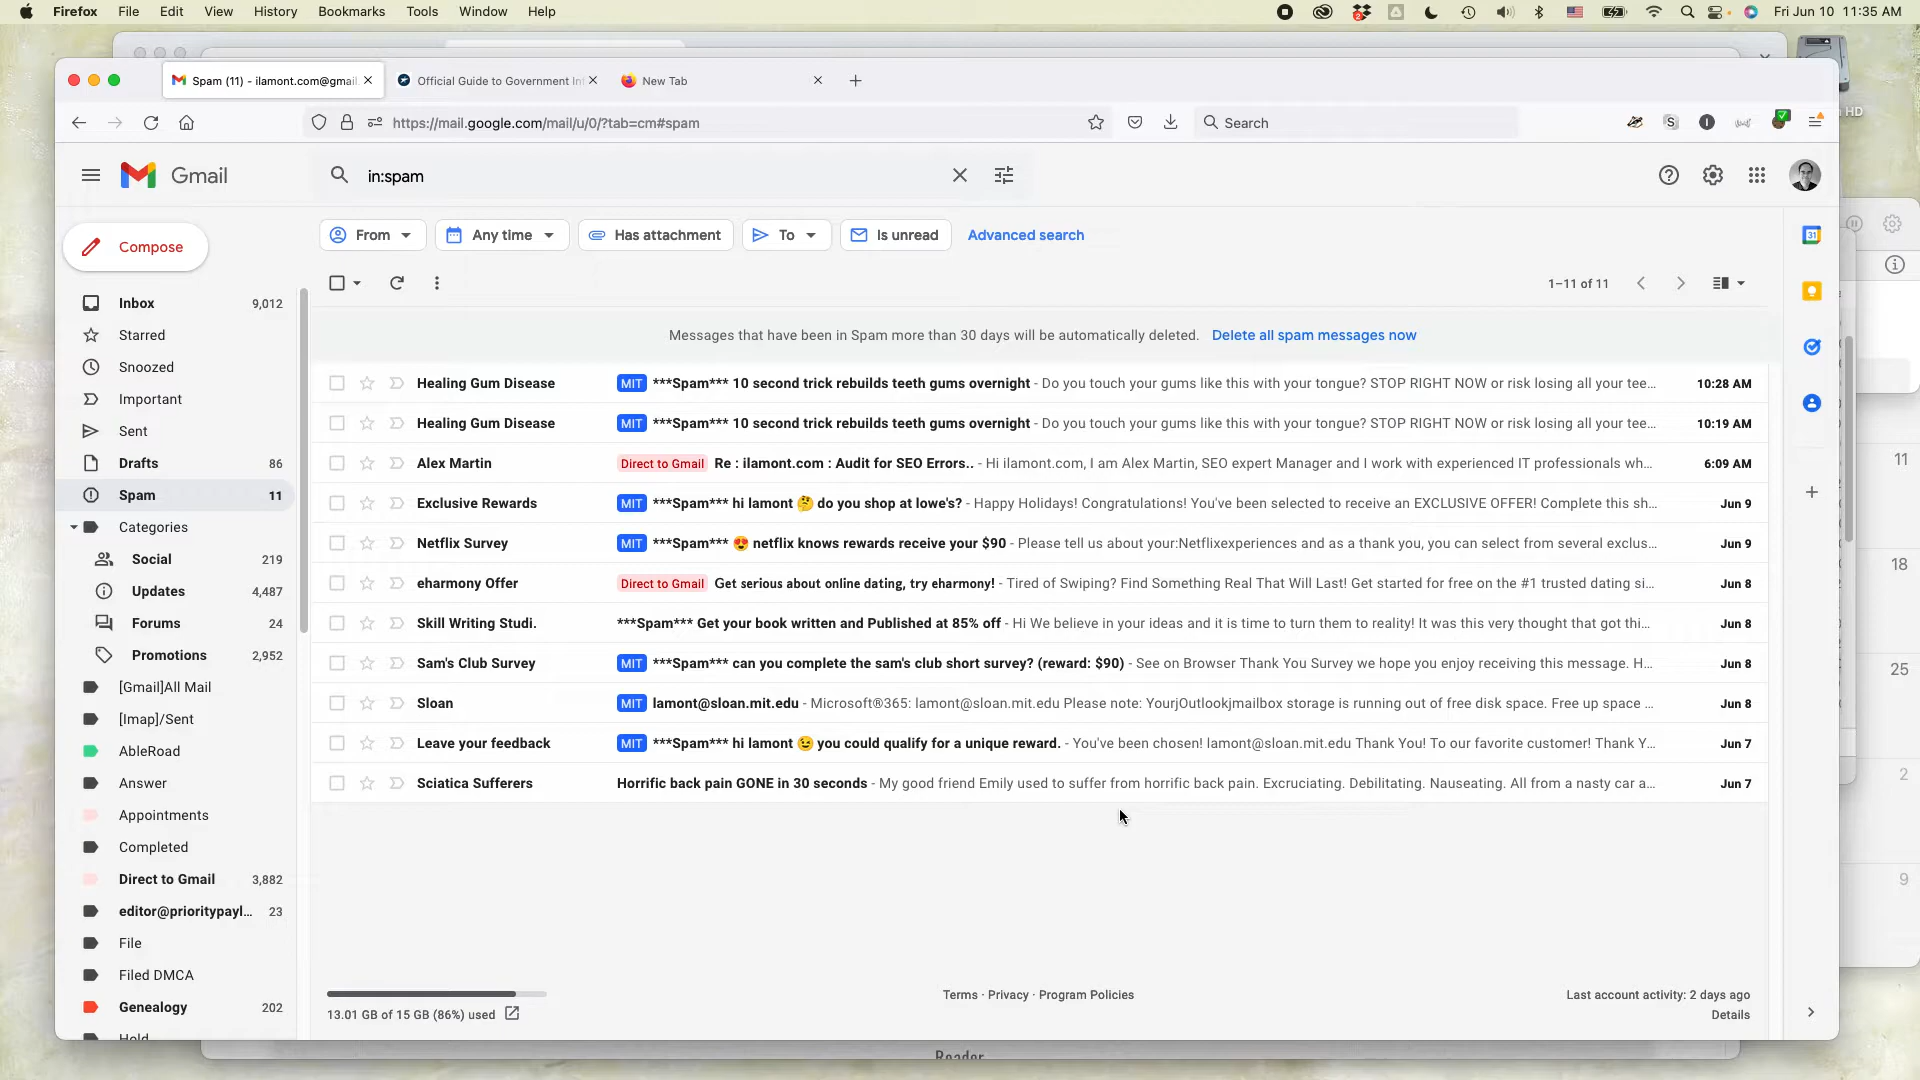 Firefox File Edit View History Bookmarks Tools Window Help Fri Jun 10 11:35 AM
Spam (11) - ilamont.com@gmail. Official Guide to Government In New Tab
HD
https://mail.google.com/mail/u/0/?tab=cm#spam Search
Gmail in:spam
Compose From Any time Has attachment To Is unread Advanced search
1–11 of 11
Messages that have been in Spam more than 30 days will be automatically deleted. Delete all spam messages now
Inbox 9,012
Starred
Snoozed
Important
Sent
Drafts 86
Spam 11
Categories
Social 219
Updates 4,487
Forums 24
Promotions 2,952
[Gmail]All Mail
[Imap]/Sent
AbleRoad
Answer
Appointments
Completed
Direct to Gmail 3,882
editor@prioritypayl... 23
File
Filed DMCA
Genealogy 202
Hold
Healing Gum Disease MIT ***Spam*** 10 second trick rebuilds teeth gums overnight - Do you touch your gums like this with your tongue? STOP RIGHT NOW or risk losing all your tee... 10:28 AM
Healing Gum Disease MIT ***Spam*** 10 second trick rebuilds teeth gums overnight - Do you touch your gums like this with your tongue? STOP RIGHT NOW or risk losing all your tee... 10:19 AM
Alex Martin Direct to Gmail Re : ilamont.com : Audit for SEO Errors.. - Hi ilamont.com, I am Alex Martin, SEO expert Manager and I work with experienced IT professionals wh... 6:09 AM
Exclusive Rewards MIT ***Spam*** hi lamont 🤔 do you shop at lowe's? - Happy Holidays! Congratulations! You've been selected to receive an EXCLUSIVE OFFER! Complete this sh... Jun 9
Netflix Survey MIT ***Spam*** 😍 netflix knows rewards receive your $90 - Please tell us about your:Netflixexperiences and as a thank you, you can select from several exclus... Jun 9
eharmony Offer Direct to Gmail Get serious about online dating, try eharmony! - Tired of Swiping? Find Something Real That Will Last! Get started for free on the #1 trusted dating si... Jun 8
Skill Writing Studi. ***Spam*** Get your book written and Published at 85% off - Hi We believe in your ideas and it is time to turn them to reality! It was this very thought that got thi... Jun 8
Sam's Club Survey MIT ***Spam*** can you complete the sam's club short survey? (reward: $90) - See on Browser Thank You Survey we hope you enjoy receiving this message. H... Jun 8
Sloan MIT lamont@sloan.mit.edu - Microsoft®365: lamont@sloan.mit.edu Please note: YourjOutlookjmailbox storage is running out of free disk space. Free up space ... Jun 8
Leave your feedback MIT ***Spam*** hi lamont 😉 you could qualify for a unique reward. - You've been chosen! lamont@sloan.mit.edu Thank You! To our favorite customer! Thank Y... Jun 7
Sciatica Sufferers Horrific back pain GONE in 30 seconds - My good friend Emily used to suffer from horrific back pain. Excruciating. Debilitating. Nauseating. All from a nasty car a... Jun 7
Terms · Privacy · Program Policies
13.01 GB of 15 GB (86%) used
Last account activity: 2 days ago
Details
11
18
25
2
9
31
Reader